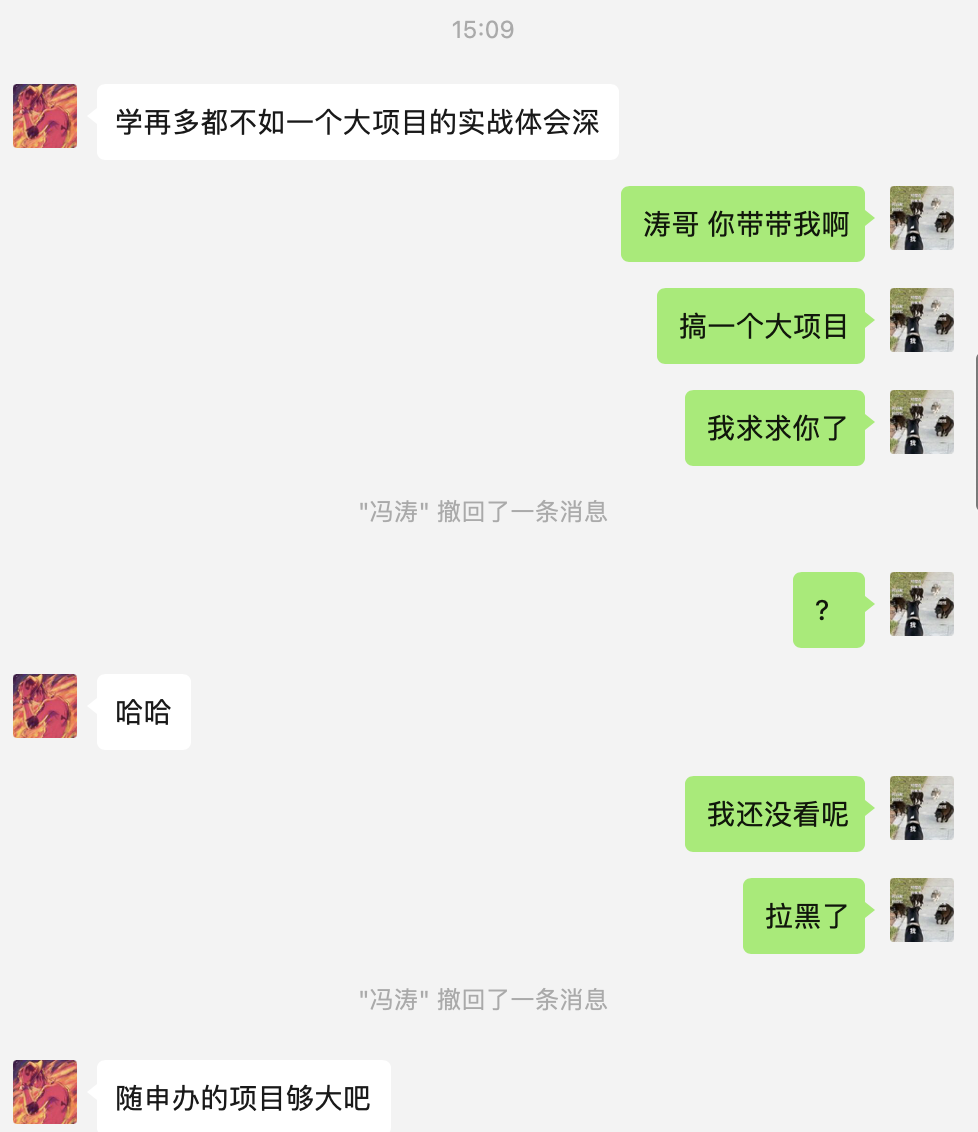 15:09
学再多都不如一个大项目的实战体会深
涛哥 你带带我啊
搞一个大项目
我求求你了
"冯涛" 撤回了一条消息
?
哈哈
我还没看呢
拉黑了
"冯涛" 撤回了一条消息
随申办的项目够大吧